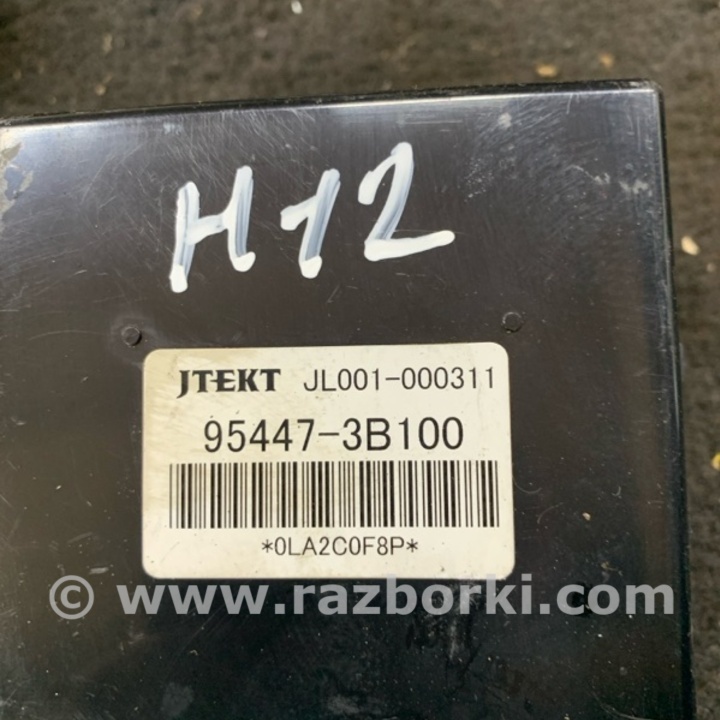 H12
JTEKT JL001-000311
95447-3B100
*0LA2C0F8P*
© www.razborki.com